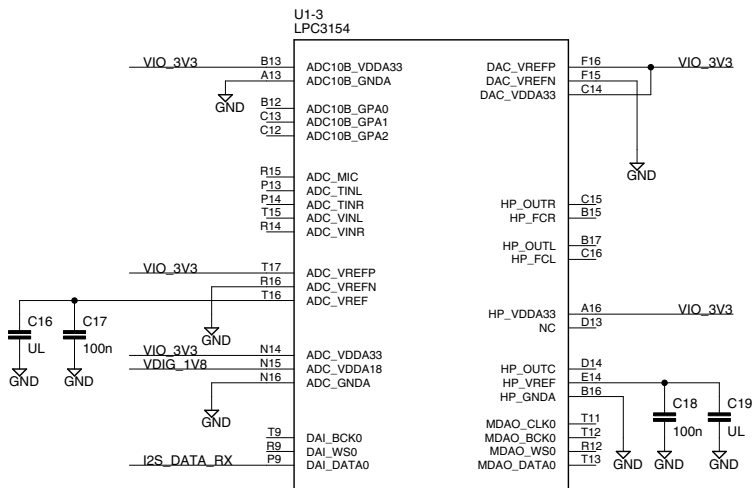 U1-3
LPC3154
VIO_3V3 B13 ADC10B_VDDA33
A13 ADC10B_GNDA
GND
B12 ADC10B_GPA0
C13 ADC10B_GPA1
C12 ADC10B_GPA2
R15 ADC_MIC
P13 ADC_TINL
P14 ADC_TINR
T15 ADC_VINL
R14 ADC_VINR
VIO_3V3 T17 ADC_VREFP
R16 ADC_VREFN
T16 ADC_VREF
C16
UL
GND
C17
100n
GND
GND
VIO_3V3 N14 ADC_VDDA33
VDIG_1V8 N15 ADC_VDDA18
N16 ADC_GNDA
GND
T9 DAI_BCK0
R9 DAI_WS0
I2S_DATA_RX P9 DAI_DATA0
DAC_VREFP F16 VIO_3V3
DAC_VREFN F15
DAC_VDDA33 C14
GND
HP_OUTR C15
HP_FCR B15
HP_OUTL B17
HP_FCL C16
HP_VDDA33 A16 VIO_3V3
NC D13
HP_OUTC D14
HP_VREF E14
HP_GNDA B16
C18
100n
C19
UL
MDAO_CLK0 T11
MDAO_BCK0 T12
MDAO_WS0 R12
MDAO_DATA0 T13
GND GND GND